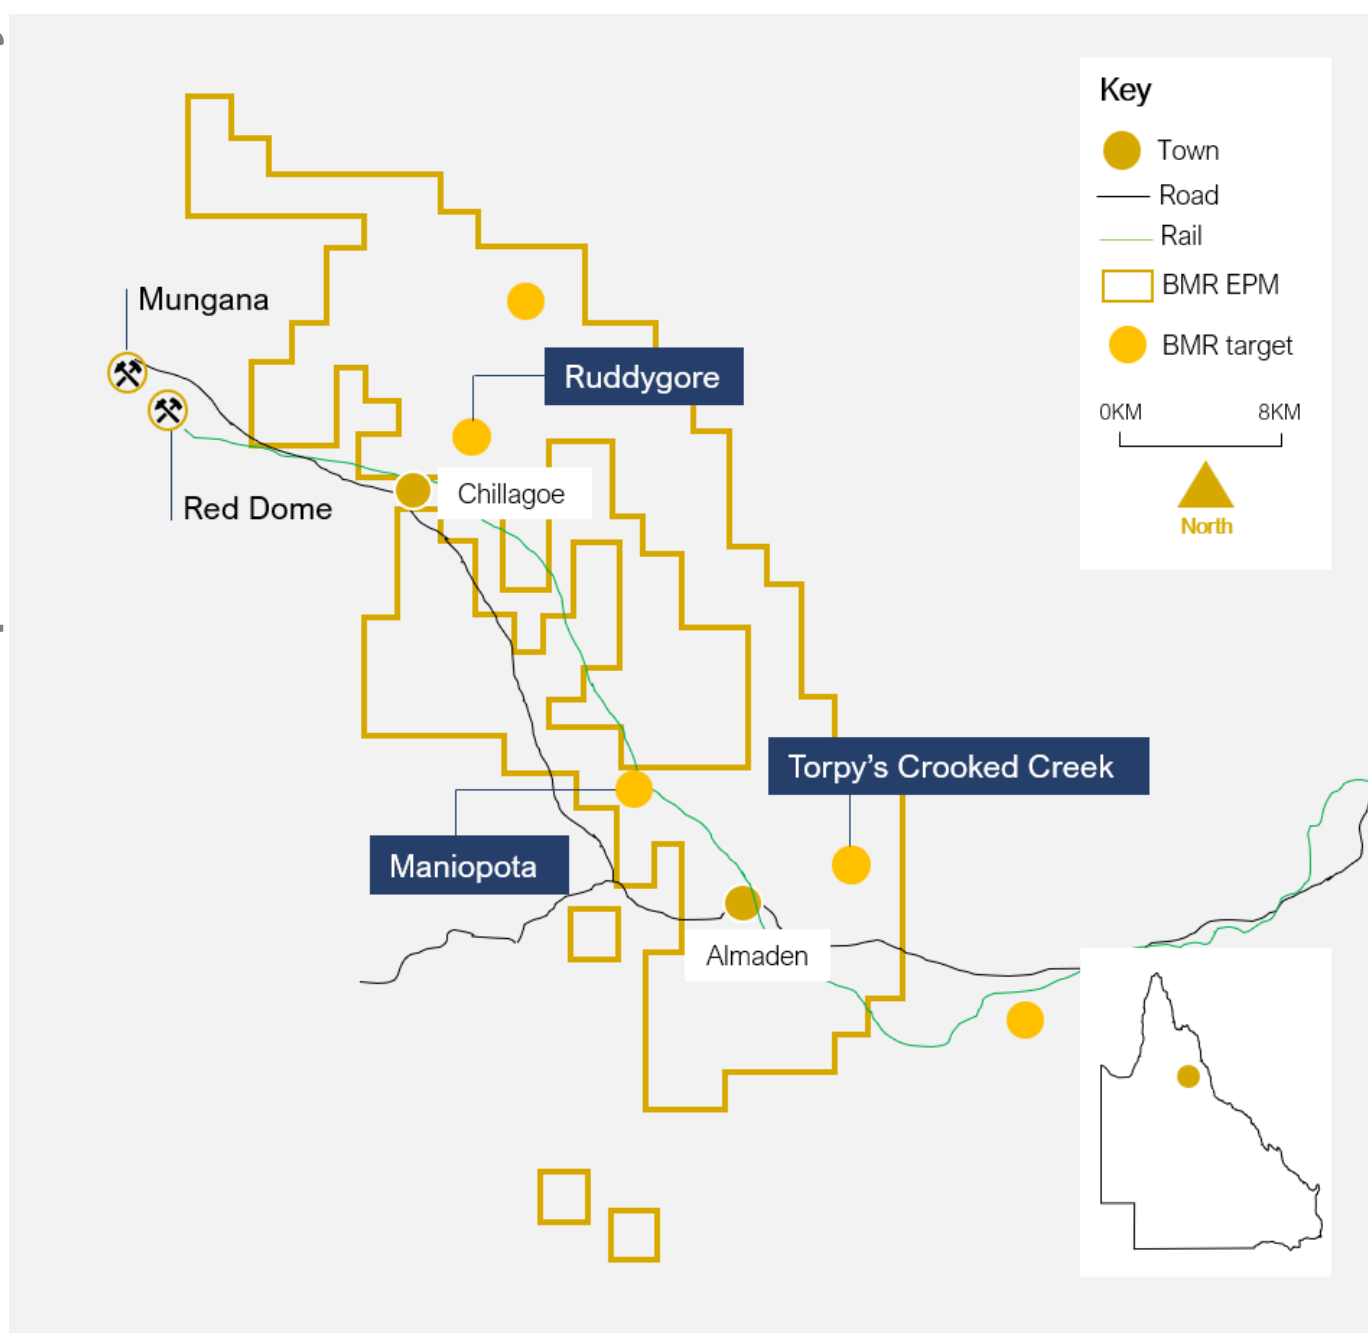 Key
Town
Road
Rail
BMR EPM
BMR target
0KM 8KM
North
Mungana
Ruddygore
Red Dome
Chillagoe
Torpy's Crooked Creek
Maniopota
Almaden